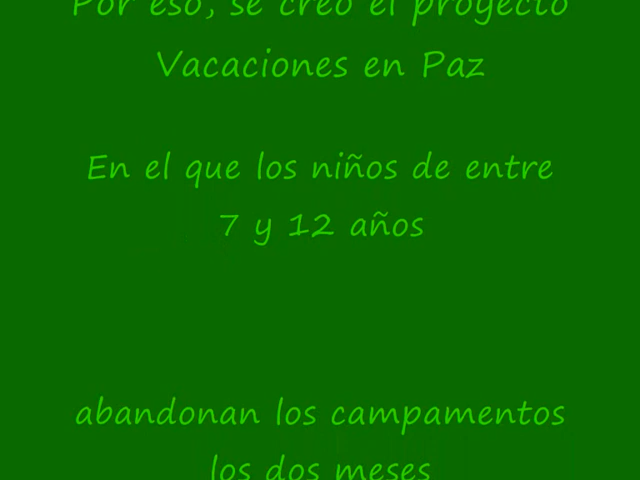 Por eso, se creó el proyecto
Vacaciones en Paz
En el que los niños de entre
7 y 12 años
abandonan los campamentos
los dos meses